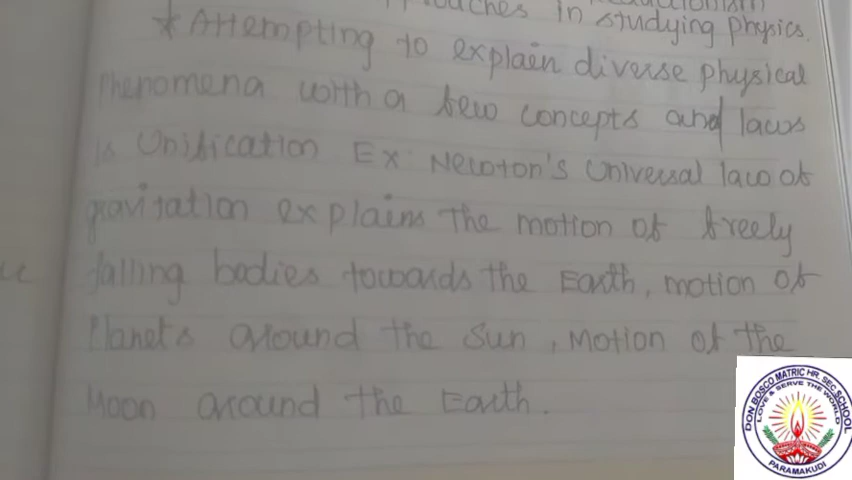 approaches in studying physics.
* Attempting to explain diverse physical
Phenomena with a few concepts and laws
is Unification Ex: Newton's Universal law of
gravitation explains the motion of freely
falling bodies towards the Earth, motion of
Planets around the Sun, Motion of the
Moon around the Earth.
DON BOSCO MATRIC HR. SEC. SCHOOL
LOVE & SERVE THE WORLD
PARAMAKUDI